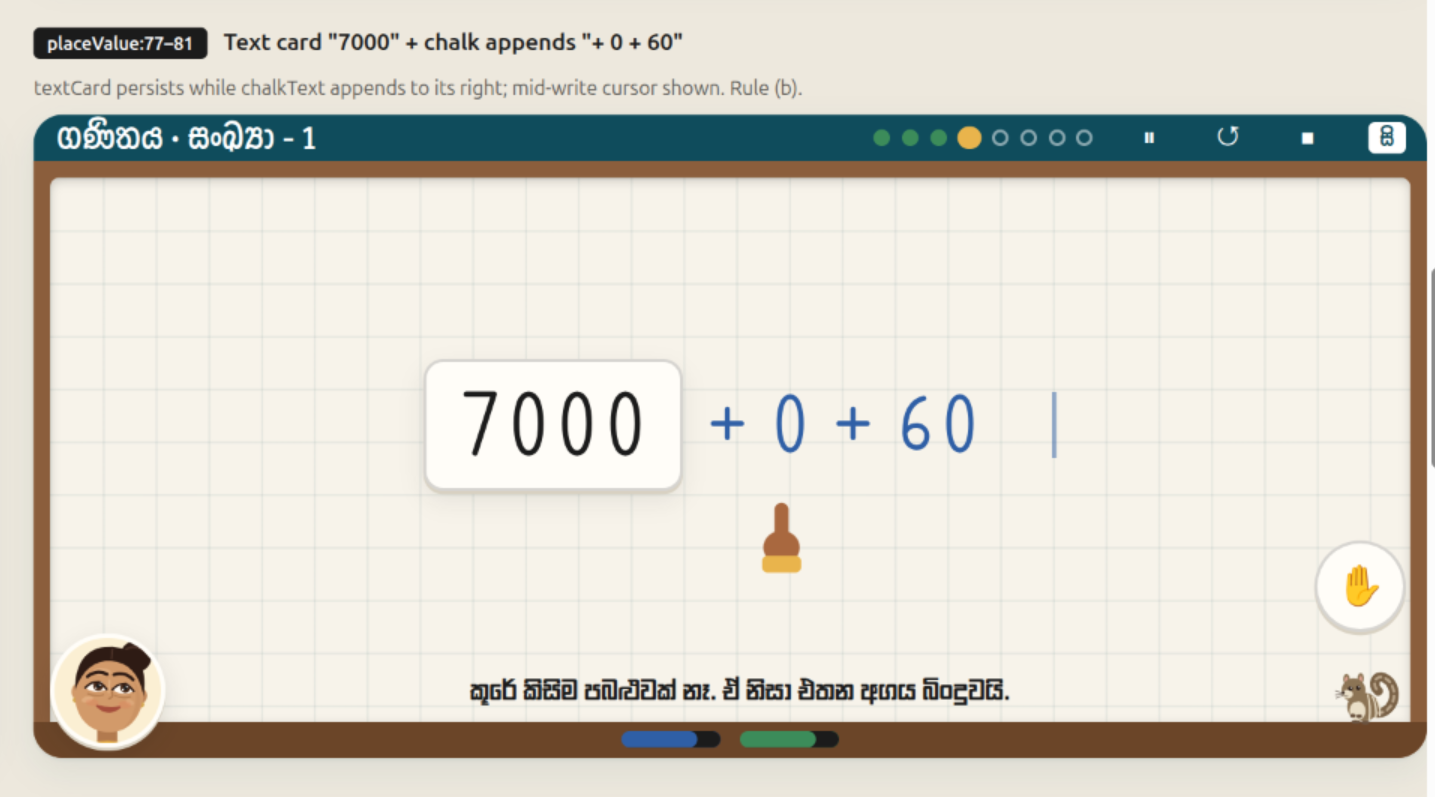 placeValue:77–81 Text card "7000" + chalk appends "+ 0 + 60"
textCard persists while chalkText appends to its right; mid-write cursor shown. Rule (b).
ගණිතය · සංඛ්‍යා - 1
සිං
7000 + 0 + 60
කූරේ කිසිම පබළුවක් නෑ. ඒ නිසා එතන අගය බිංදුවයි.